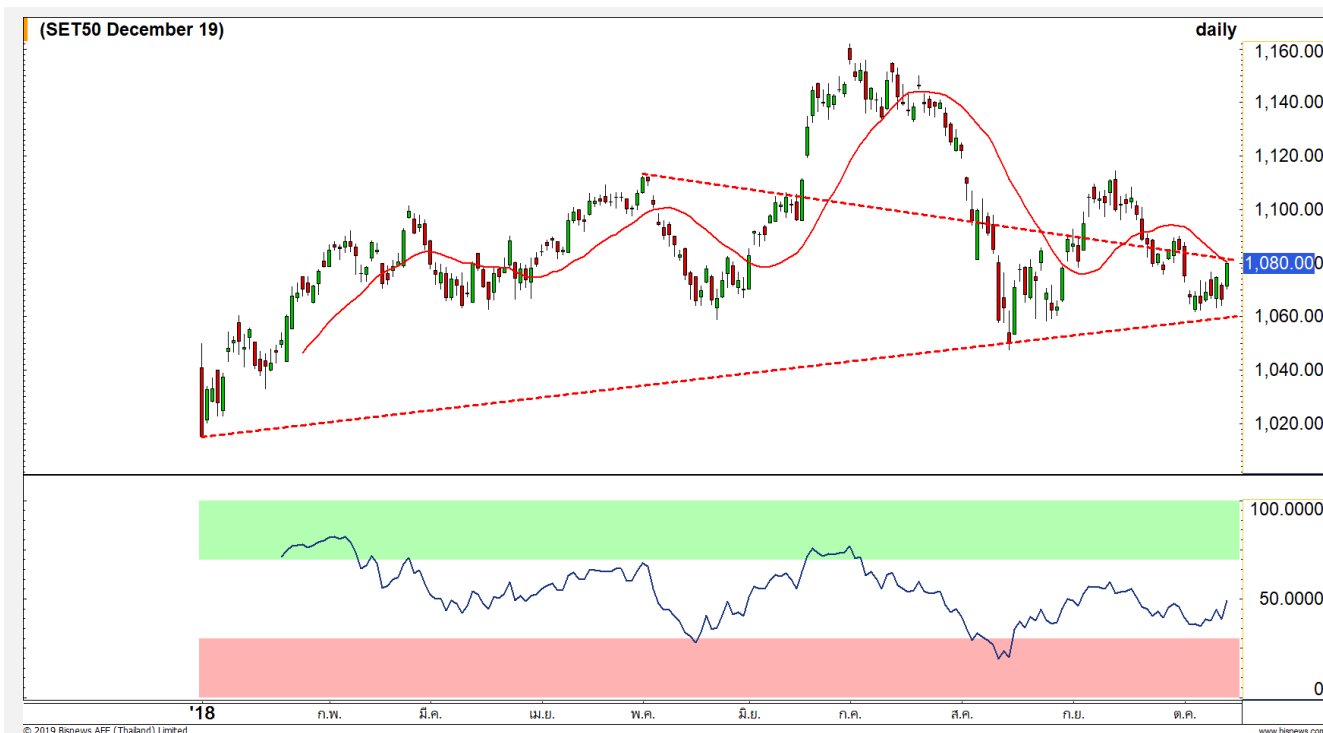 (SET50 December 19)
daily
1,160.00
1,140.00
1,120.00
1,100.00
1,080.000
1,060.00
1,040.00
1,020.00
100.0000
50.0000
0
'18
ก.พ.
มี.ค.
เม.ย.
พ.ค.
มิ.ย.
ก.ค.
ส.ค.
ก.ย.
ต.ค.
© 2019 Bisnews AFE (Thailand) Limited
www.bisnews.com